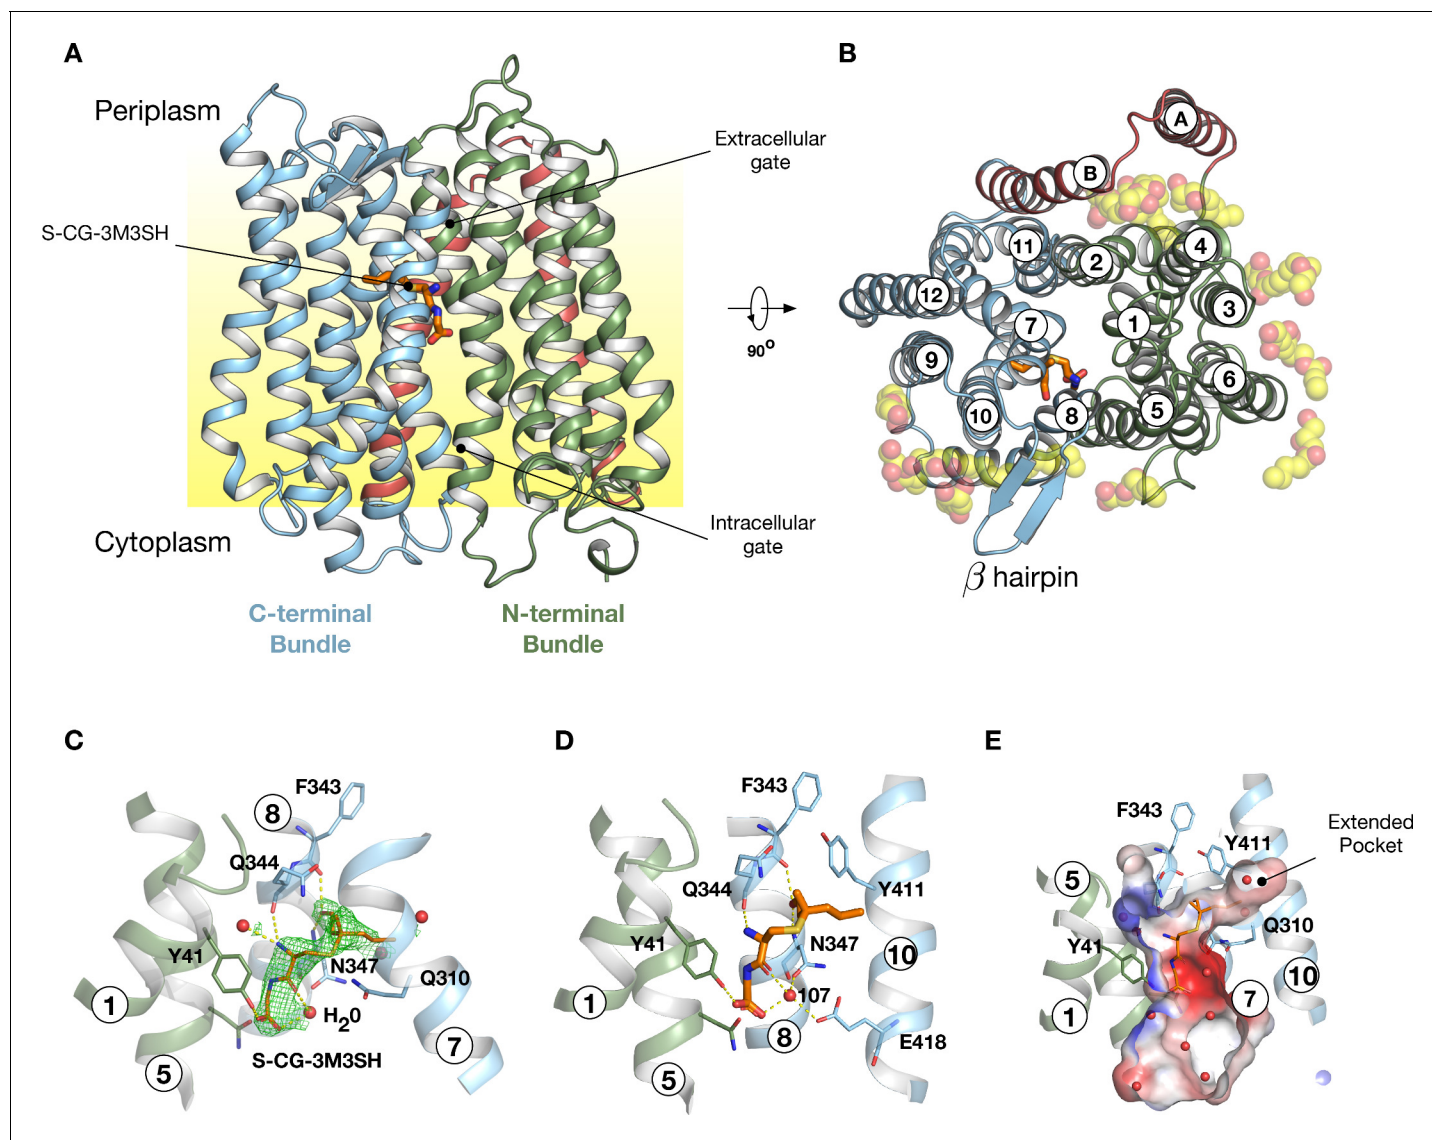 A
Periplasm
Extracellular
gate
S-CG-3M3SH
Intracellular
gate
Cytoplasm
C-terminal
Bundle
N-terminal
Bundle
90o
B
A
B
11
2
4
12
3
7
1
9
6
10
8
5
β hairpin
C
F343
8
Q344
Y41
N347
Q310
1
H20
7
S-CG-3M3SH
5
D
F343
Q344
Y411
Y41
N347
10
1
107
8
E418
5
E
F343
Extended
Pocket
Y411
5
Q310
Y41
10
7
1